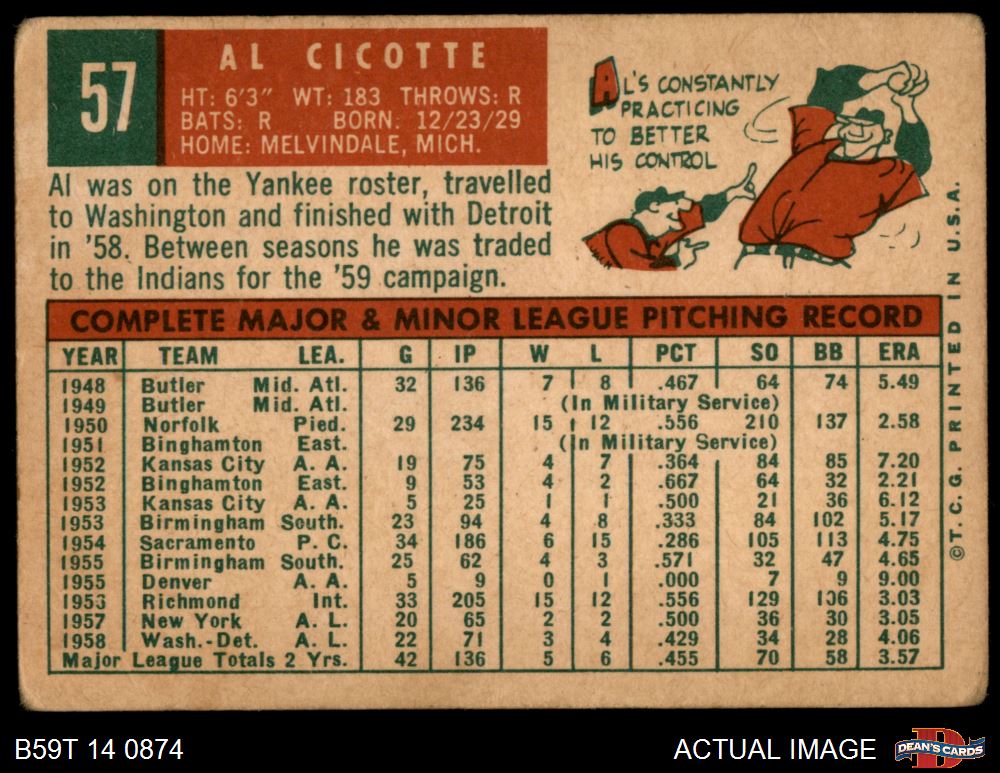 57
AL CICOTTE
HT: 6'3" WT: 183 THROWS: R
BATS: R BORN: 12/23/29
HOME: MELVINDALE, MICH.
AL'S CONSTANTLY
PRACTICING
TO BETTER
HIS CONTROL
Al was on the Yankee roster, travelled
to Washington and finished with Detroit
in '58. Between seasons he was traded
to the Indians for the '59 campaign.
COMPLETE MAJOR & MINOR LEAGUE PITCHING RECORD
YEAR TEAM LEA. G IP W L PCT SO BB ERA
1948 Butler Mid. Atl. 32 136 7 8 .467 64 74 5.49
1949 Butler Mid. Atl. (In Military Service)
1950 Norfolk Pied. 29 234 15 12 .556 210 137 2.58
1951 Binghamton East. (In Military Service)
1952 Kansas City A. A. 19 75 4 7 .364 84 85 7.20
1952 Binghamton East. 9 53 4 2 .667 64 32 2.21
1953 Kansas City A. A. 5 25 1 1 .500 21 36 6.12
1953 Birmingham South. 23 94 4 8 .333 84 102 5.17
1954 Sacramento P. C. 34 186 6 15 .286 105 113 4.75
1955 Birmingham South. 25 62 4 3 .571 32 47 4.65
1955 Denver A. A. 5 9 0 1 .000 7 9 9.00
1956 Richmond Int. 33 205 15 12 .556 129 106 3.03
1957 New York A. L. 20 65 2 2 .500 36 30 3.05
1958 Wash.-Det. A. L. 22 71 3 4 .429 34 28 4.06
Major League Totals 2 Yrs. 42 136 5 6 .455 70 58 3.57
©T. C. G. PRINTED IN U.S.A.
B59T 14 0874
ACTUAL IMAGE
D
DEAN'S CARDS